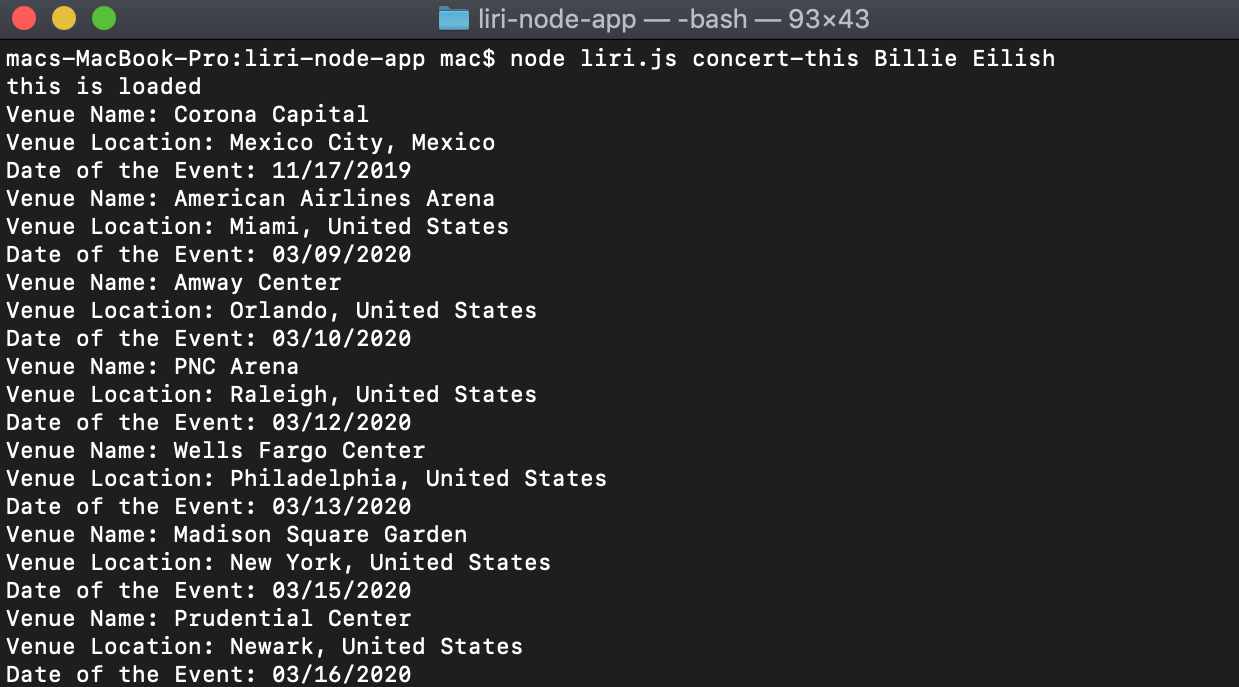 liri-node-app — -bash — 93×43
macs-MacBook-Pro:liri-node-app mac$ node liri.js concert-this Billie Eilish
this is loaded
Venue Name: Corona Capital
Venue Location: Mexico City, Mexico
Date of the Event: 11/17/2019
Venue Name: American Airlines Arena
Venue Location: Miami, United States
Date of the Event: 03/09/2020
Venue Name: Amway Center
Venue Location: Orlando, United States
Date of the Event: 03/10/2020
Venue Name: PNC Arena
Venue Location: Raleigh, United States
Date of the Event: 03/12/2020
Venue Name: Wells Fargo Center
Venue Location: Philadelphia, United States
Date of the Event: 03/13/2020
Venue Name: Madison Square Garden
Venue Location: New York, United States
Date of the Event: 03/15/2020
Venue Name: Prudential Center
Venue Location: Newark, United States
Date of the Event: 03/16/2020